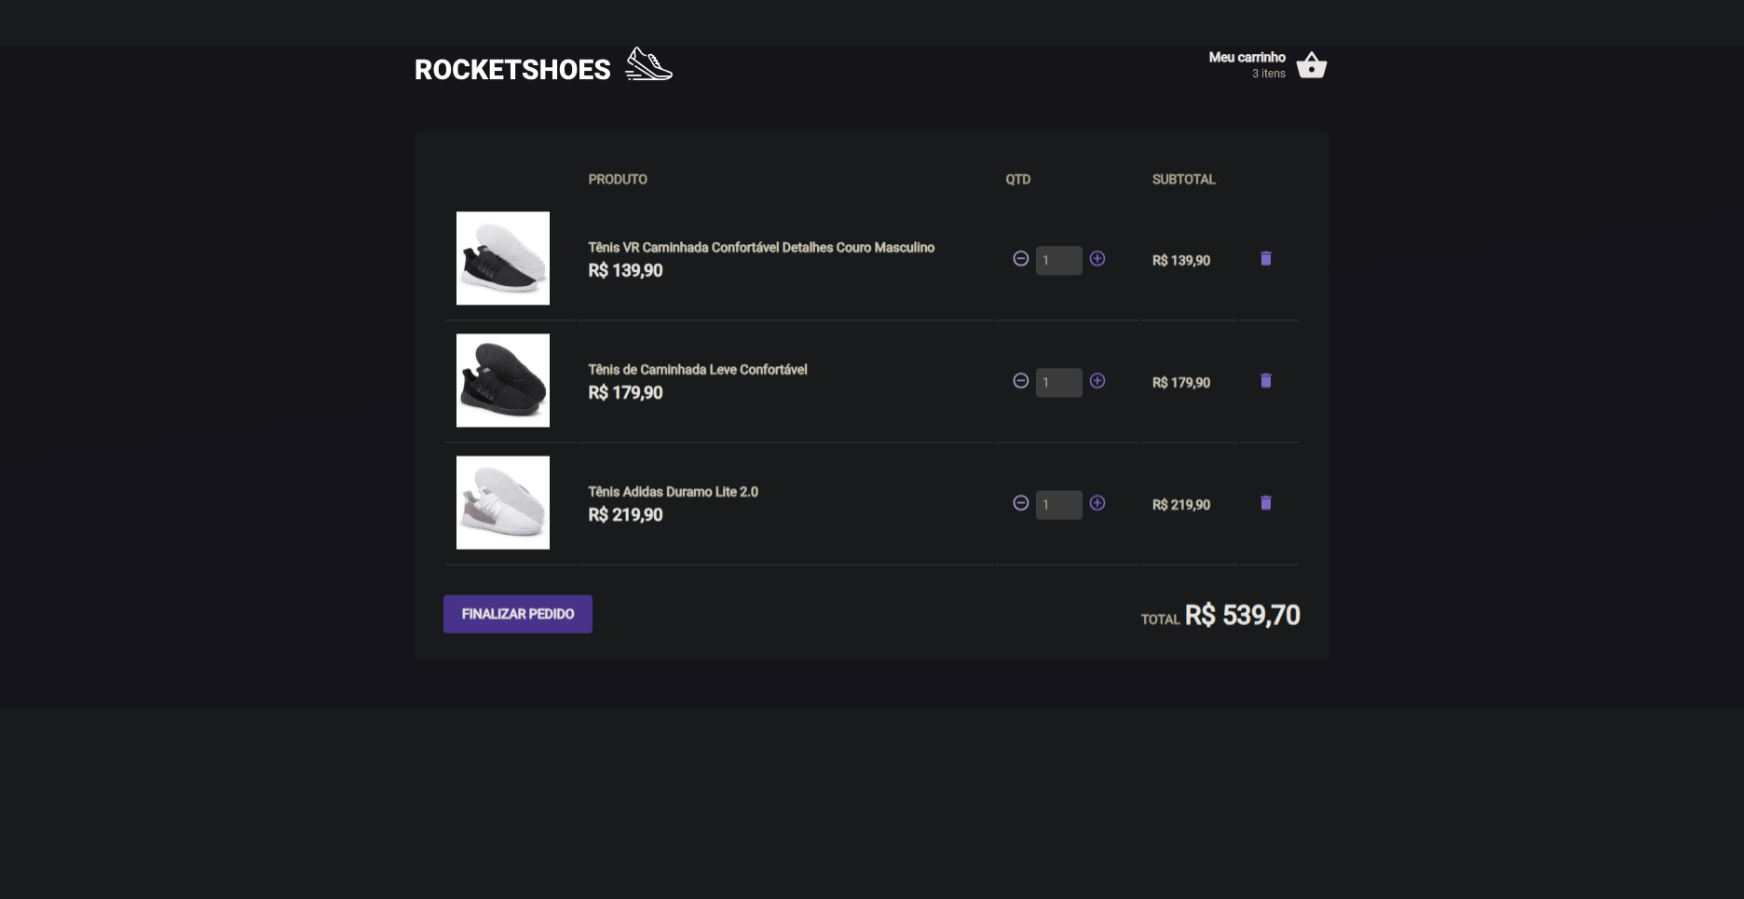 ROCKETSHOES
Meu carrinho
3 itens
PRODUTO QTD SUBTOTAL
Tênis VR Caminhada Confortável Detalhes Couro Masculino
R$ 139,90
1
R$ 139,90
Tênis de Caminhada Leve Confortável
R$ 179,90
1
R$ 179,90
Tênis Adidas Duramo Lite 2.0
R$ 219,90
1
R$ 219,90
FINALIZAR PEDIDO
TOTAL R$ 539,70